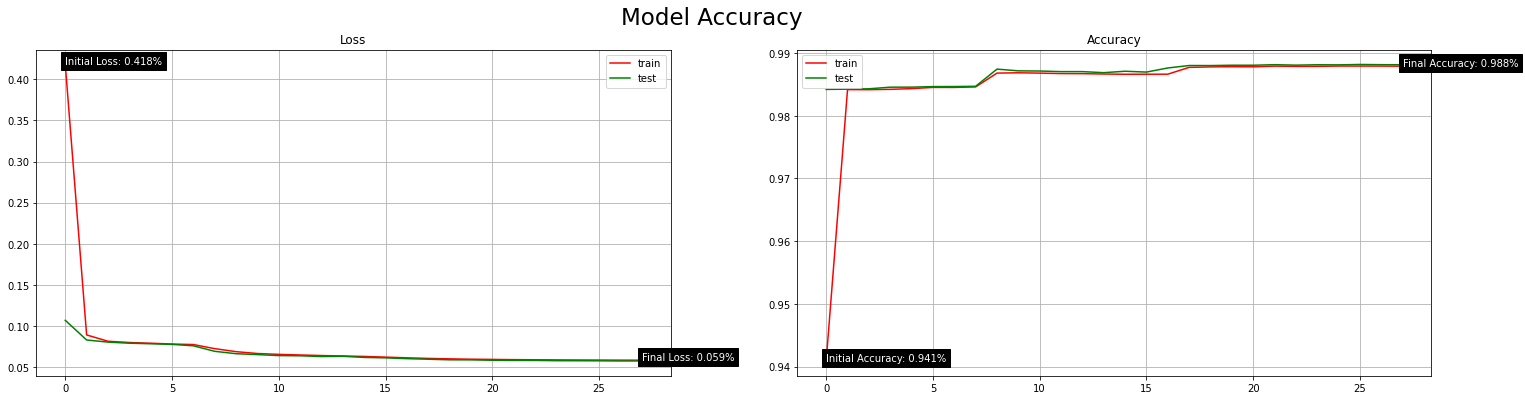 Model Accuracy
Loss
Initial Loss: 0.418%
train
test
0.40
0.35
0.30
0.25
0.20
0.15
0.10
0.05
Final Loss: 0.059%
0 5 10 15 20 25
Accuracy
train
test
Final Accuracy: 0.988%
0.99
0.98
0.97
0.96
0.95
0.94
Initial Accuracy: 0.941%
0 5 10 15 20 25